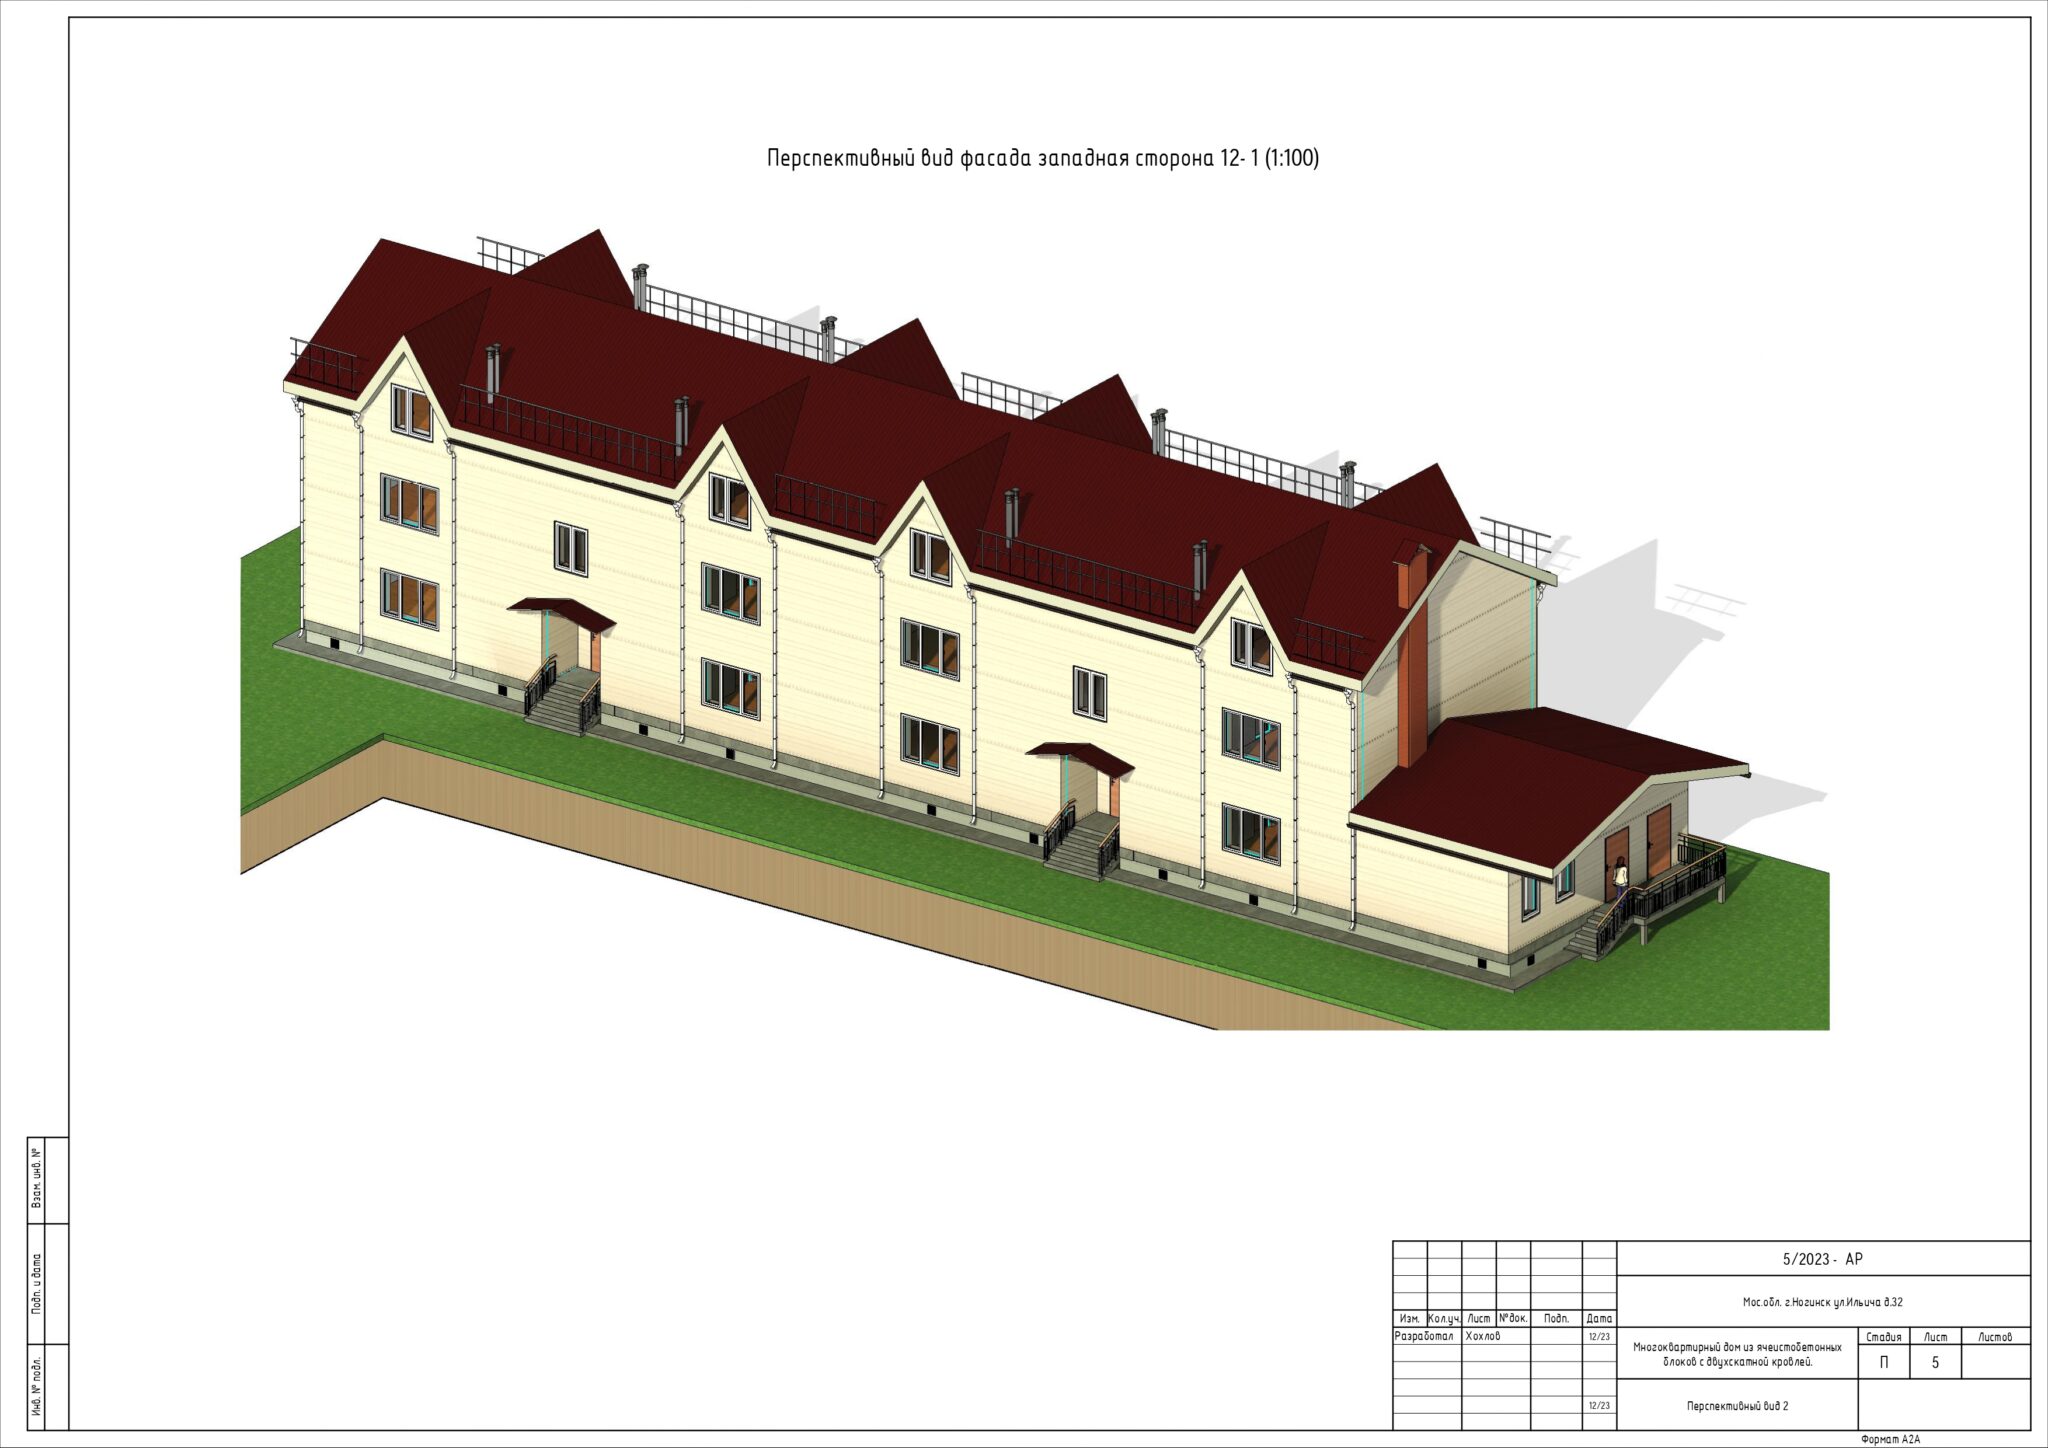 Перспективный вид фасада западная сторона 12- 1 (1:100)
Взам. инв. №
Подп. и дата
Инв. № подл.
5/2023 - АР
Мос.обл. г.Ногинск ул.Ильича д.32
Изм. Кол.уч. Лист №док. Подп. Дата
Разработал Хохлов 12/23
Многоквартирный дом из ячеистобетонных
блоков с двухскатной кровлей.
Стадия Лист Листов
П 5
12/23
Перспективный вид 2
Формат А2А